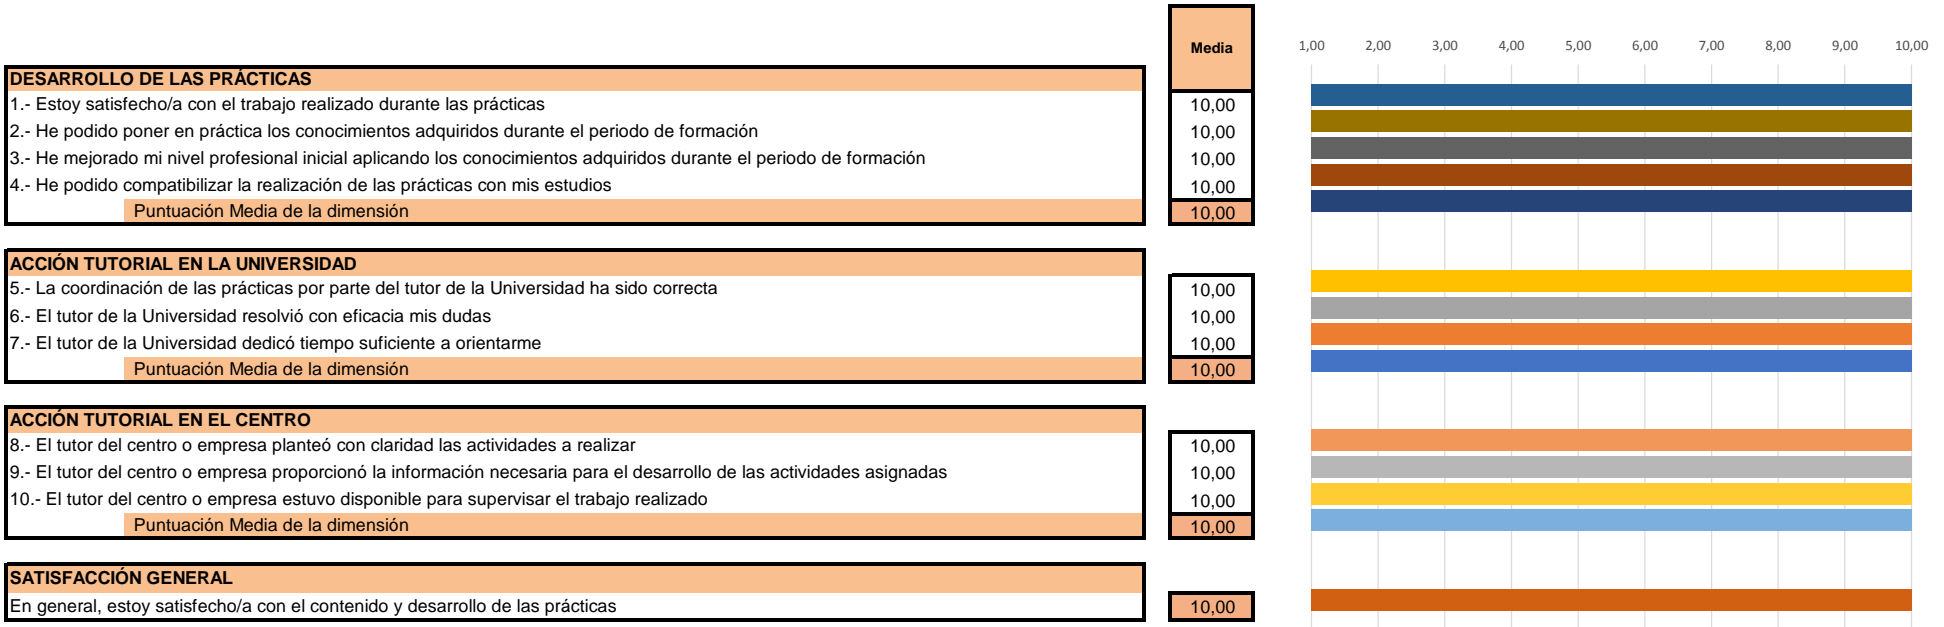 Media
1,00 2,00 3,00 4,00 5,00 6,00 7,00 8,00 9,00 10,00
DESARROLLO DE LAS PRÁCTICAS
1.- Estoy satisfecho/a con el trabajo realizado durante las prácticas 10,00
2.- He podido poner en práctica los conocimientos adquiridos durante el periodo de formación 10,00
3.- He mejorado mi nivel profesional inicial aplicando los conocimientos adquiridos durante el periodo de formación 10,00
4.- He podido compatibilizar la realización de las prácticas con mis estudios 10,00
Puntuación Media de la dimensión 10,00
ACCIÓN TUTORIAL EN LA UNIVERSIDAD
5.- La coordinación de las prácticas por parte del tutor de la Universidad ha sido correcta 10,00
6.- El tutor de la Universidad resolvió con eficacia mis dudas 10,00
7.- El tutor de la Universidad dedicó tiempo suficiente a orientarme 10,00
Puntuación Media de la dimensión 10,00
ACCIÓN TUTORIAL EN EL CENTRO
8.- El tutor del centro o empresa planteó con claridad las actividades a realizar 10,00
9.- El tutor del centro o empresa proporcionó la información necesaria para el desarrollo de las actividades asignadas 10,00
10.- El tutor del centro o empresa estuvo disponible para supervisar el trabajo realizado 10,00
Puntuación Media de la dimensión 10,00
SATISFACCIÓN GENERAL
En general, estoy satisfecho/a con el contenido y desarrollo de las prácticas 10,00